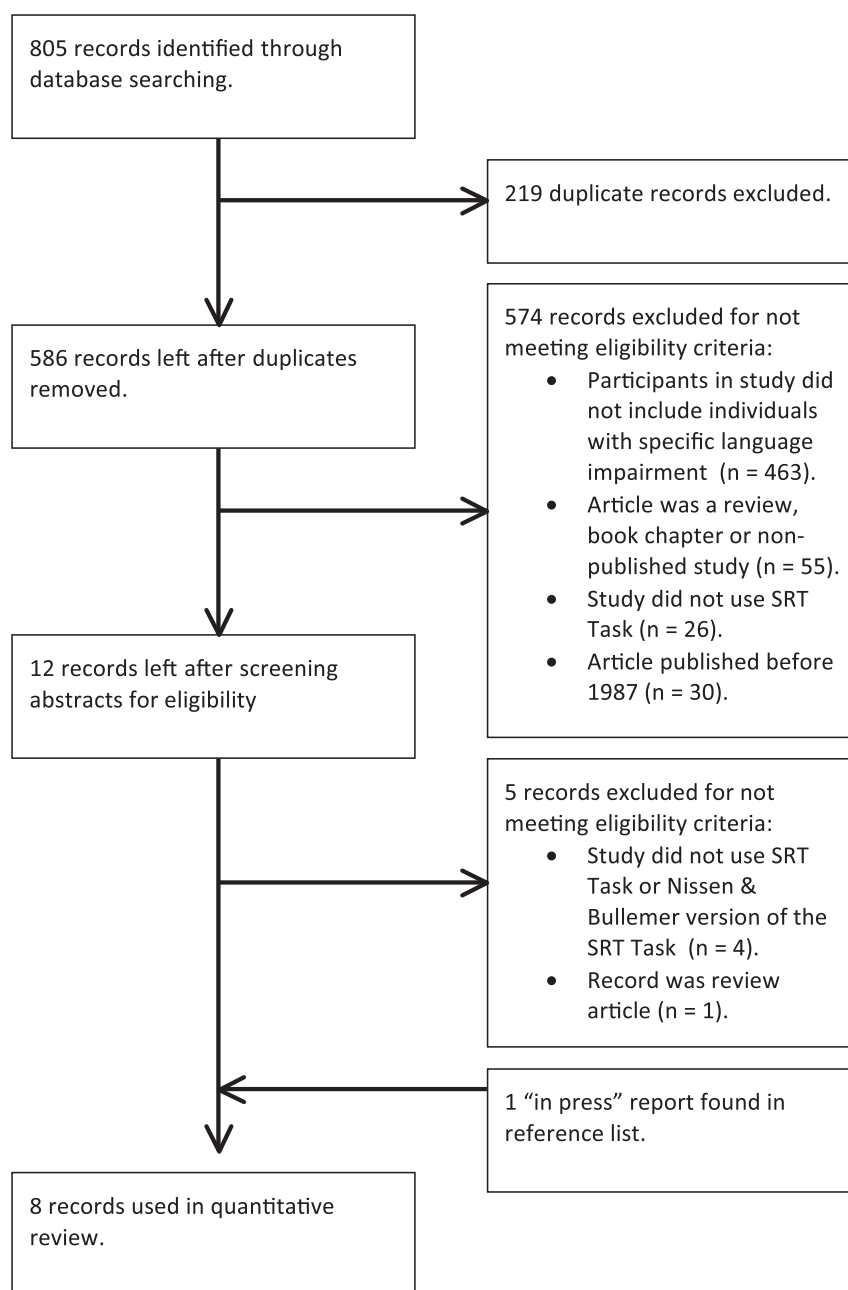 805 records identified through
database searching.
219 duplicate records excluded.
586 records left after duplicates
removed.
574 records excluded for not
meeting eligibility criteria:
• Participants in study did
not include individuals
with specific language
impairment  (n = 463).
• Article was a review,
book chapter or non-
published study (n = 55).
• Study did not use SRT
Task (n = 26).
• Article published before
1987 (n = 30).
12 records left after screening
abstracts for eligibility
5 records excluded for not
meeting eligibility criteria:
• Study did not use SRT
Task or Nissen &
Bullemer version of the
SRT Task  (n = 4).
• Record was review
article (n = 1).
1 “in press” report found in
reference list.
8 records used in quantitative
review.